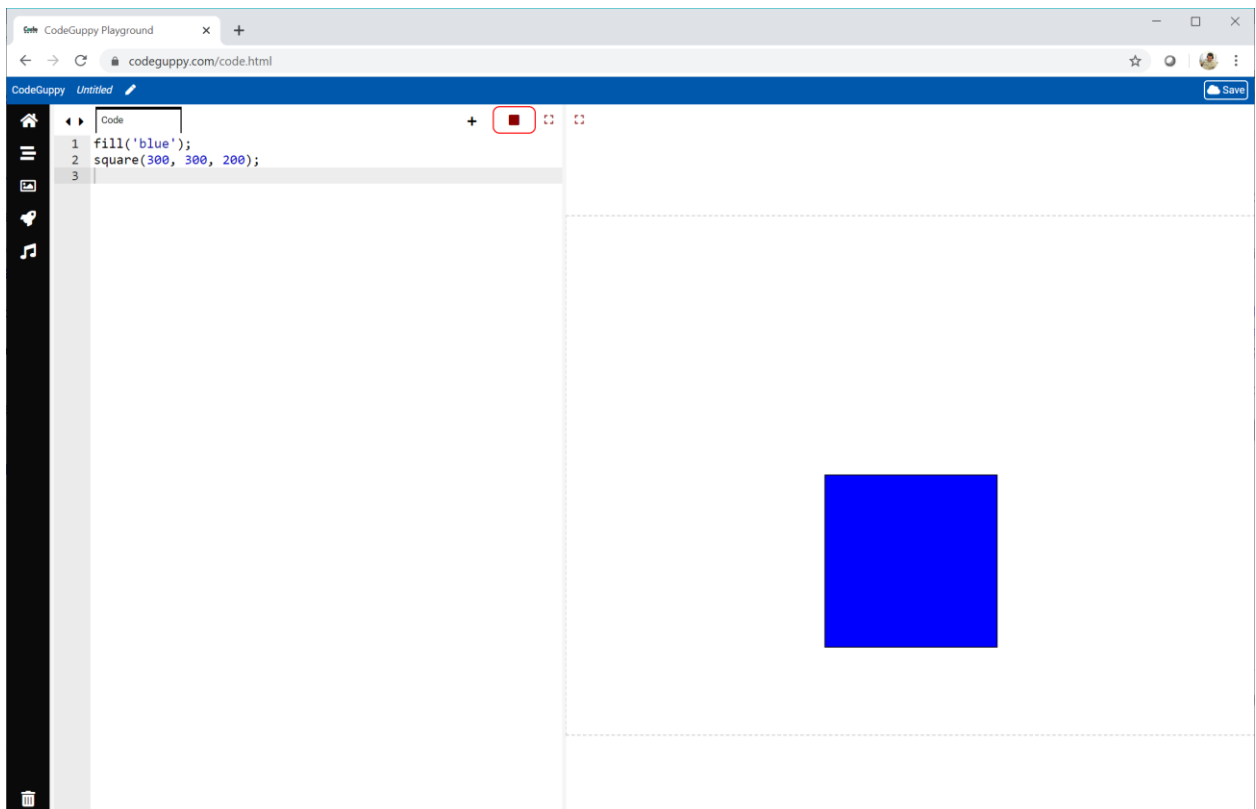 Code CodeGuppy Playground
codeguppy.com/code.html
CodeGuppy Untitled Save
Code
1 fill('blue');
2 square(300, 300, 200);
3